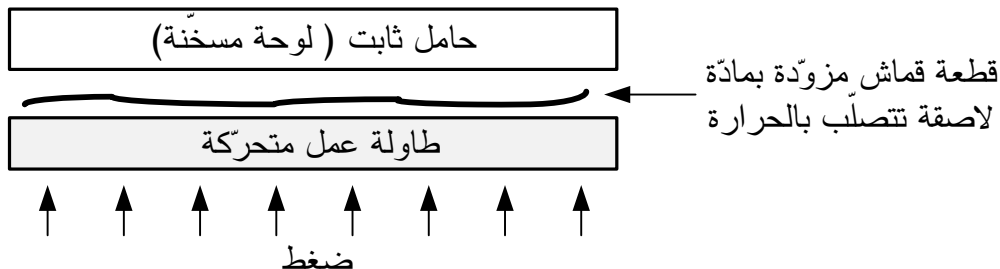 حامل ثابت ( لوحة مسخّنة)
قطعة قماش مزوّدة بمادّة
لاصقة تتصلّب بالحرارة
طاولة عمل متحرّكة
ضغط